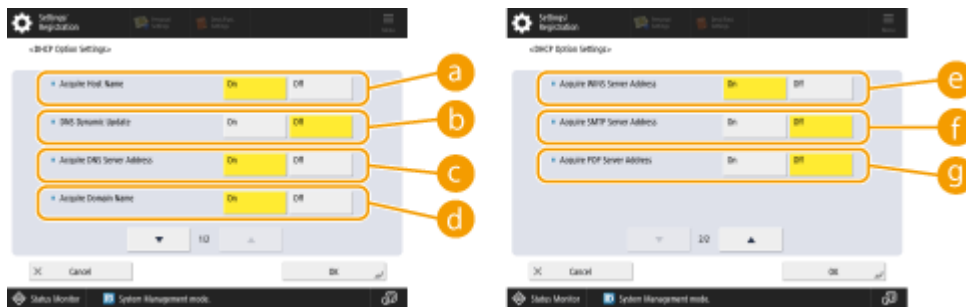 Settings/
Registration
Menu
<DHCP Option Settings>
Acquire Host Name
On
Off
a
DNS Dynamic Update
On
Off
b
Acquire DNS Server Address
On
Off
c
Acquire Domain Name
On
Off
d
1/2
Cancel
OK
Status Monitor
System Management mode.
Settings/
Registration
Menu
<DHCP Option Settings>
Acquire WINS Server Address
On
Off
e
Acquire SMTP Server Address
On
Off
f
Acquire POP Server Address
On
Off
g
2/2
Cancel
OK
Status Monitor
System Management mode.